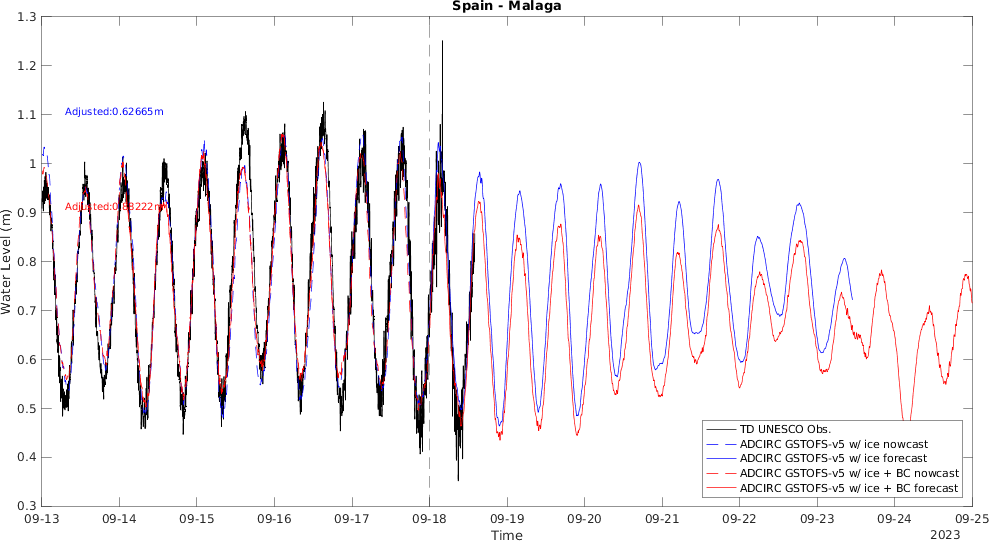 Spain - Malaga
1.3
1.2
1.1
1
0.9
0.8
0.7
0.6
0.5
0.4
0.3
Water Level (m)
Adjusted:0.62665m
Adjusted:0.83222m
TD UNESCO Obs.
ADCIRC GSTOFS-v5 w/ ice nowcast
ADCIRC GSTOFS-v5 w/ ice forecast
ADCIRC GSTOFS-v5 w/ ice + BC nowcast
ADCIRC GSTOFS-v5 w/ ice + BC forecast
09-13 09-14 09-15 09-16 09-17 09-18 09-19 09-20 09-21 09-22 09-23 09-24 09-25
Time
2023